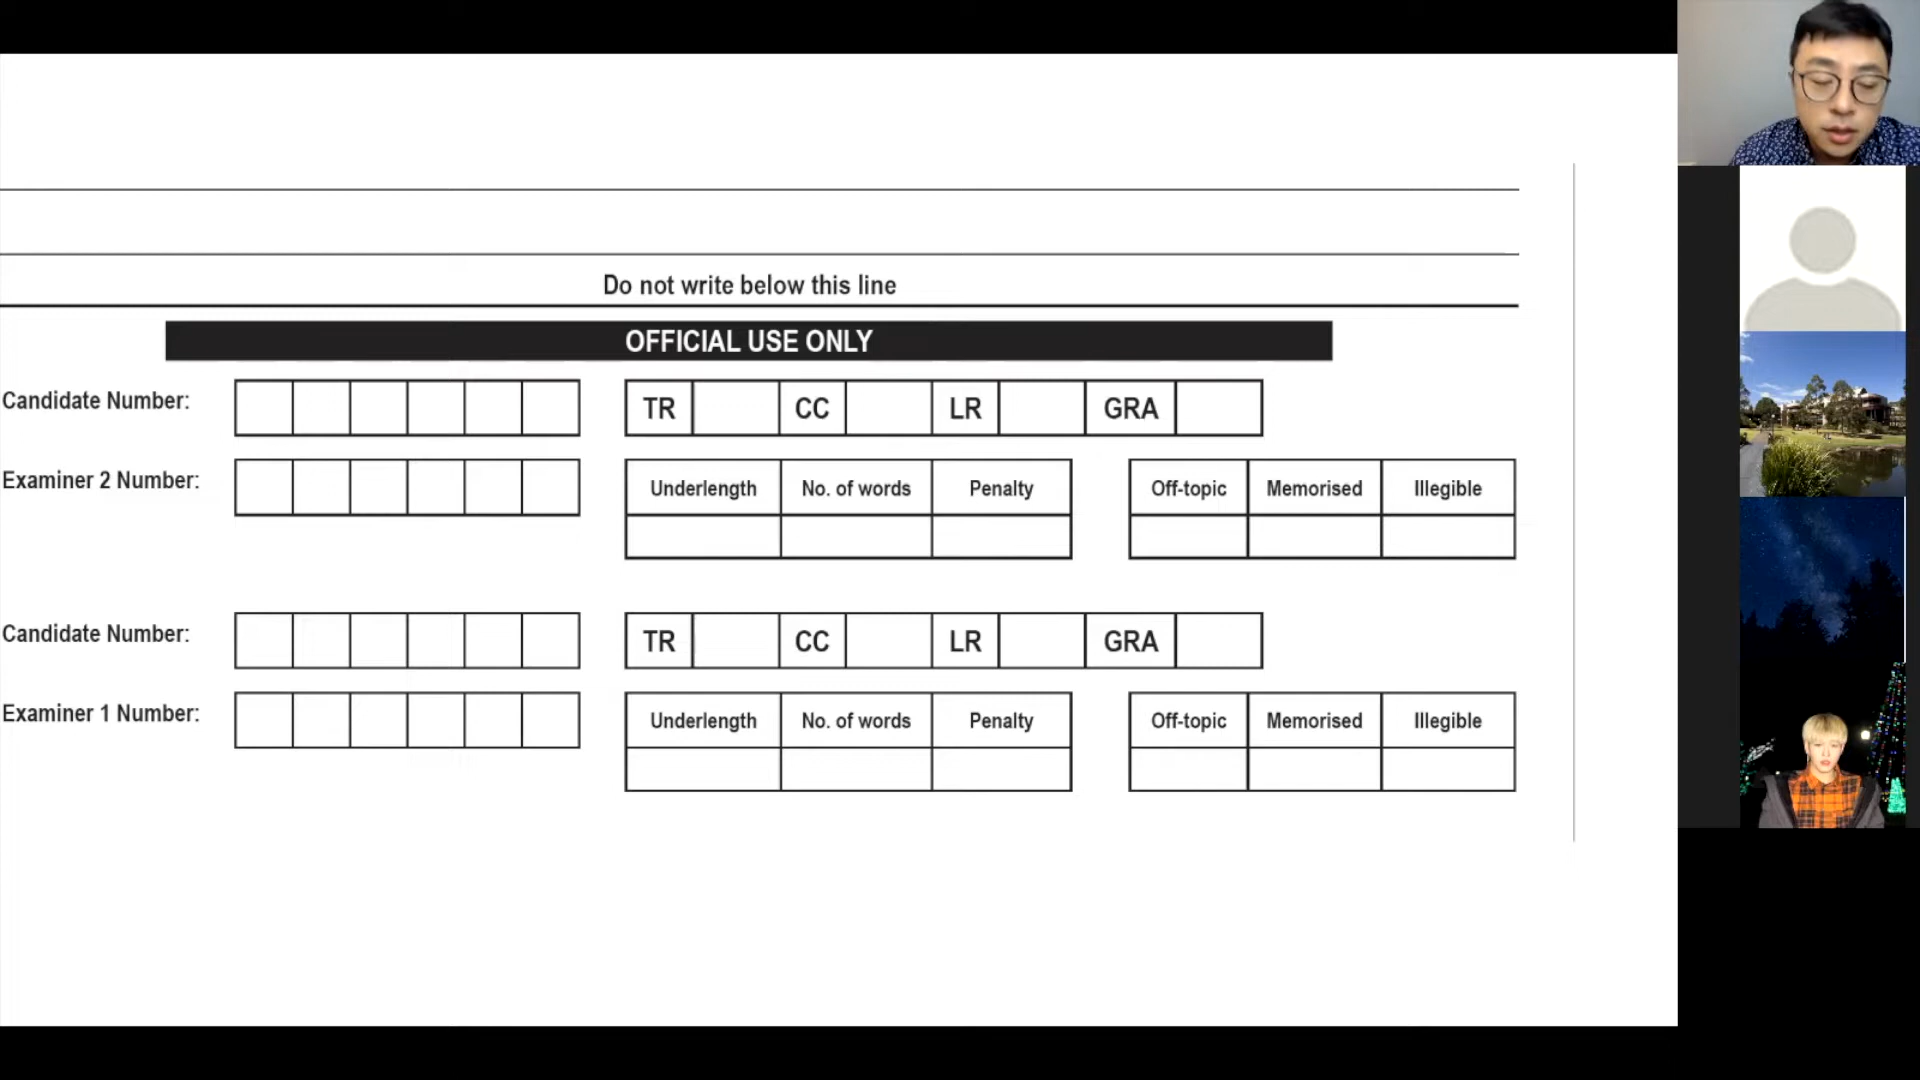 Do not write below this line
OFFICIAL USE ONLY
Candidate Number: TR CC LR GRA
Examiner 2 Number: Underlength No. of words Penalty Off-topic Memorised Illegible
Candidate Number: TR CC LR GRA
Examiner 1 Number: Underlength No. of words Penalty Off-topic Memorised Illegible